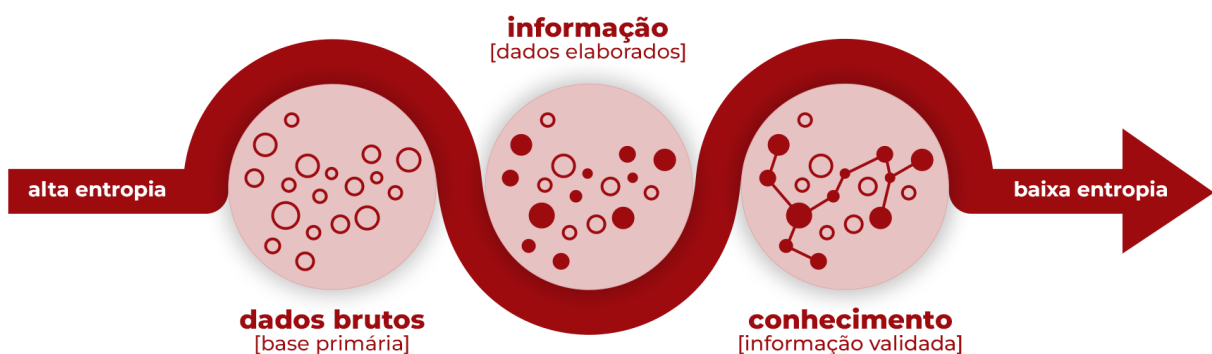 informação
[dados elaborados]
alta entropia
baixa entropia
dados brutos
[base primária]
conhecimento
[informação validada]